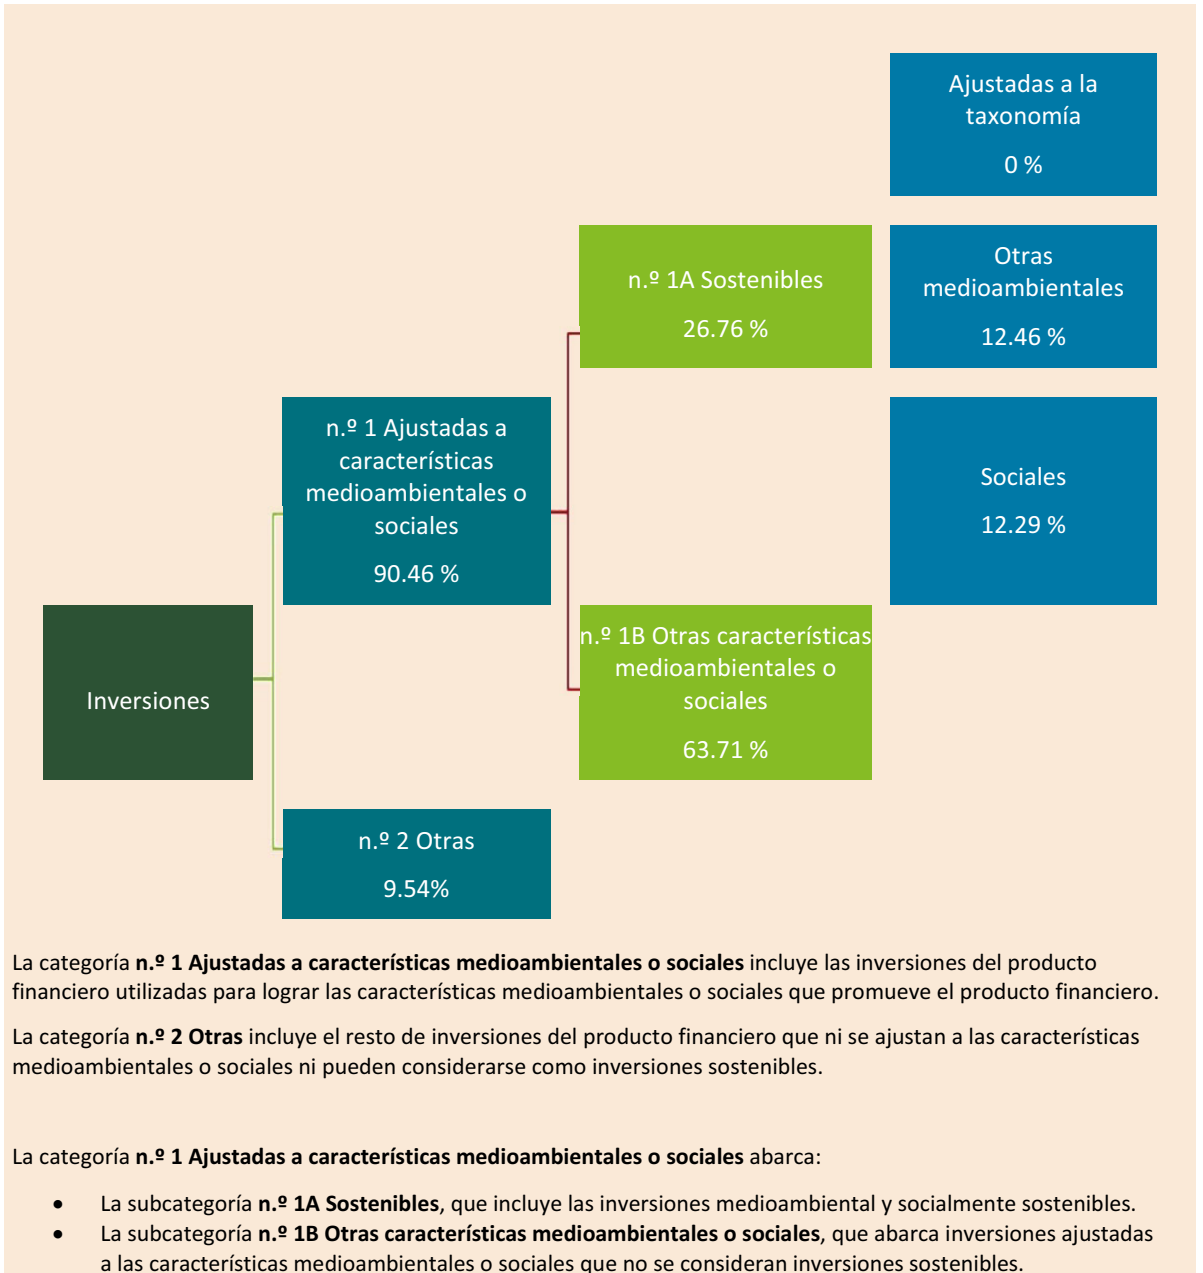 Ajustadas a la
taxonomía
0 %
n.º 1A Sostenibles
26.76 %
Otras
medioambientales
12.46 %
n.º 1 Ajustadas a
características
medioambientales o
sociales
90.46 %
Sociales
12.29 %
Inversiones
n.º 1B Otras características
medioambientales o
sociales
63.71 %
n.º 2 Otras
9.54%
La categoría n.º 1 Ajustadas a características medioambientales o sociales incluye las inversiones del producto
financiero utilizadas para lograr las características medioambientales o sociales que promueve el producto financiero.
La categoría n.º 2 Otras incluye el resto de inversiones del producto financiero que ni se ajustan a las características
medioambientales o sociales ni pueden considerarse como inversiones sostenibles.
La categoría n.º 1 Ajustadas a características medioambientales o sociales abarca:
• La subcategoría n.º 1A Sostenibles, que incluye las inversiones medioambiental y socialmente sostenibles.
• La subcategoría n.º 1B Otras características medioambientales o sociales, que abarca inversiones ajustadas
a las características medioambientales o sociales que no se consideran inversiones sostenibles.